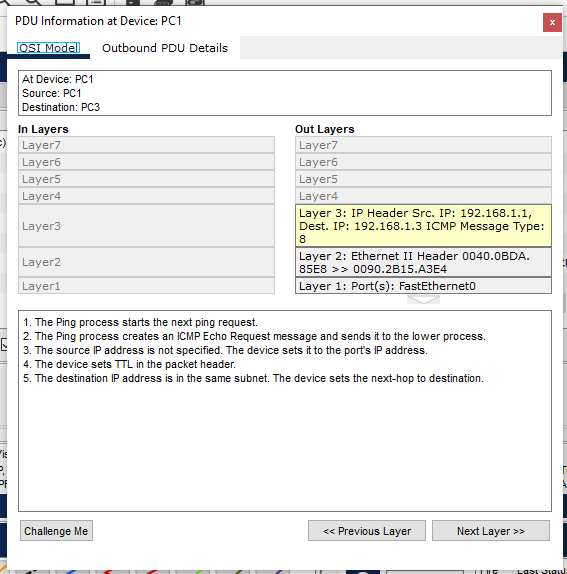 PDU Information at Device: PC1
x
OSI Model
Outbound PDU Details
At Device: PC1
Source: PC1
Destination: PC3
In Layers
Out Layers
Layer7
Layer7
Layer6
Layer6
Layer5
Layer5
Layer4
Layer4
Layer3
Layer 3: IP Header Src. IP: 192.168.1.1,
Dest. IP: 192.168.1.3 ICMP Message Type:
8
Layer2
Layer 2: Ethernet II Header 0040.0BDA.
85E8 >> 0090.2B15.A3E4
Layer1
Layer 1: Port(s): FastEthernet0
1. The Ping process starts the next ping request.
2. The Ping process creates an ICMP Echo Request message and sends it to the lower process.
3. The source IP address is not specified. The device sets it to the port's IP address.
4. The device sets TTL in the packet header.
5. The destination IP address is in the same subnet. The device sets the next-hop to destination.
Challenge Me
<< Previous Layer
Next Layer >>
Fire
Last Status